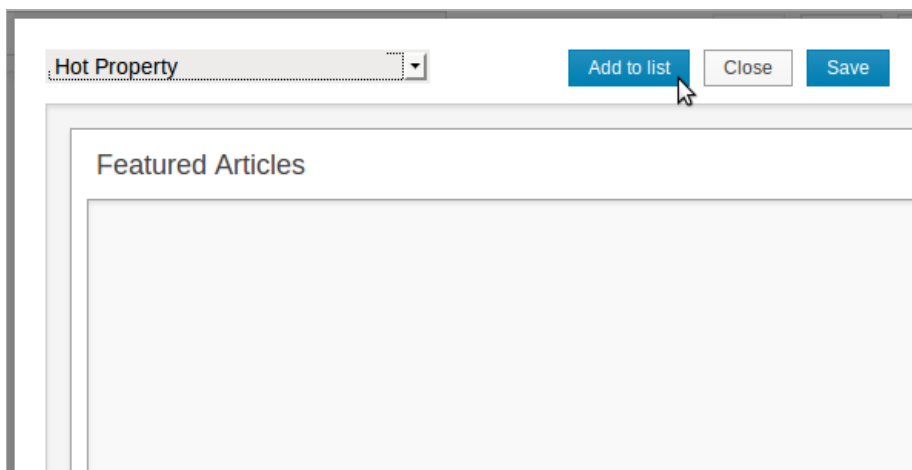 Hot Property
Add to list
Close
Save
Featured Articles